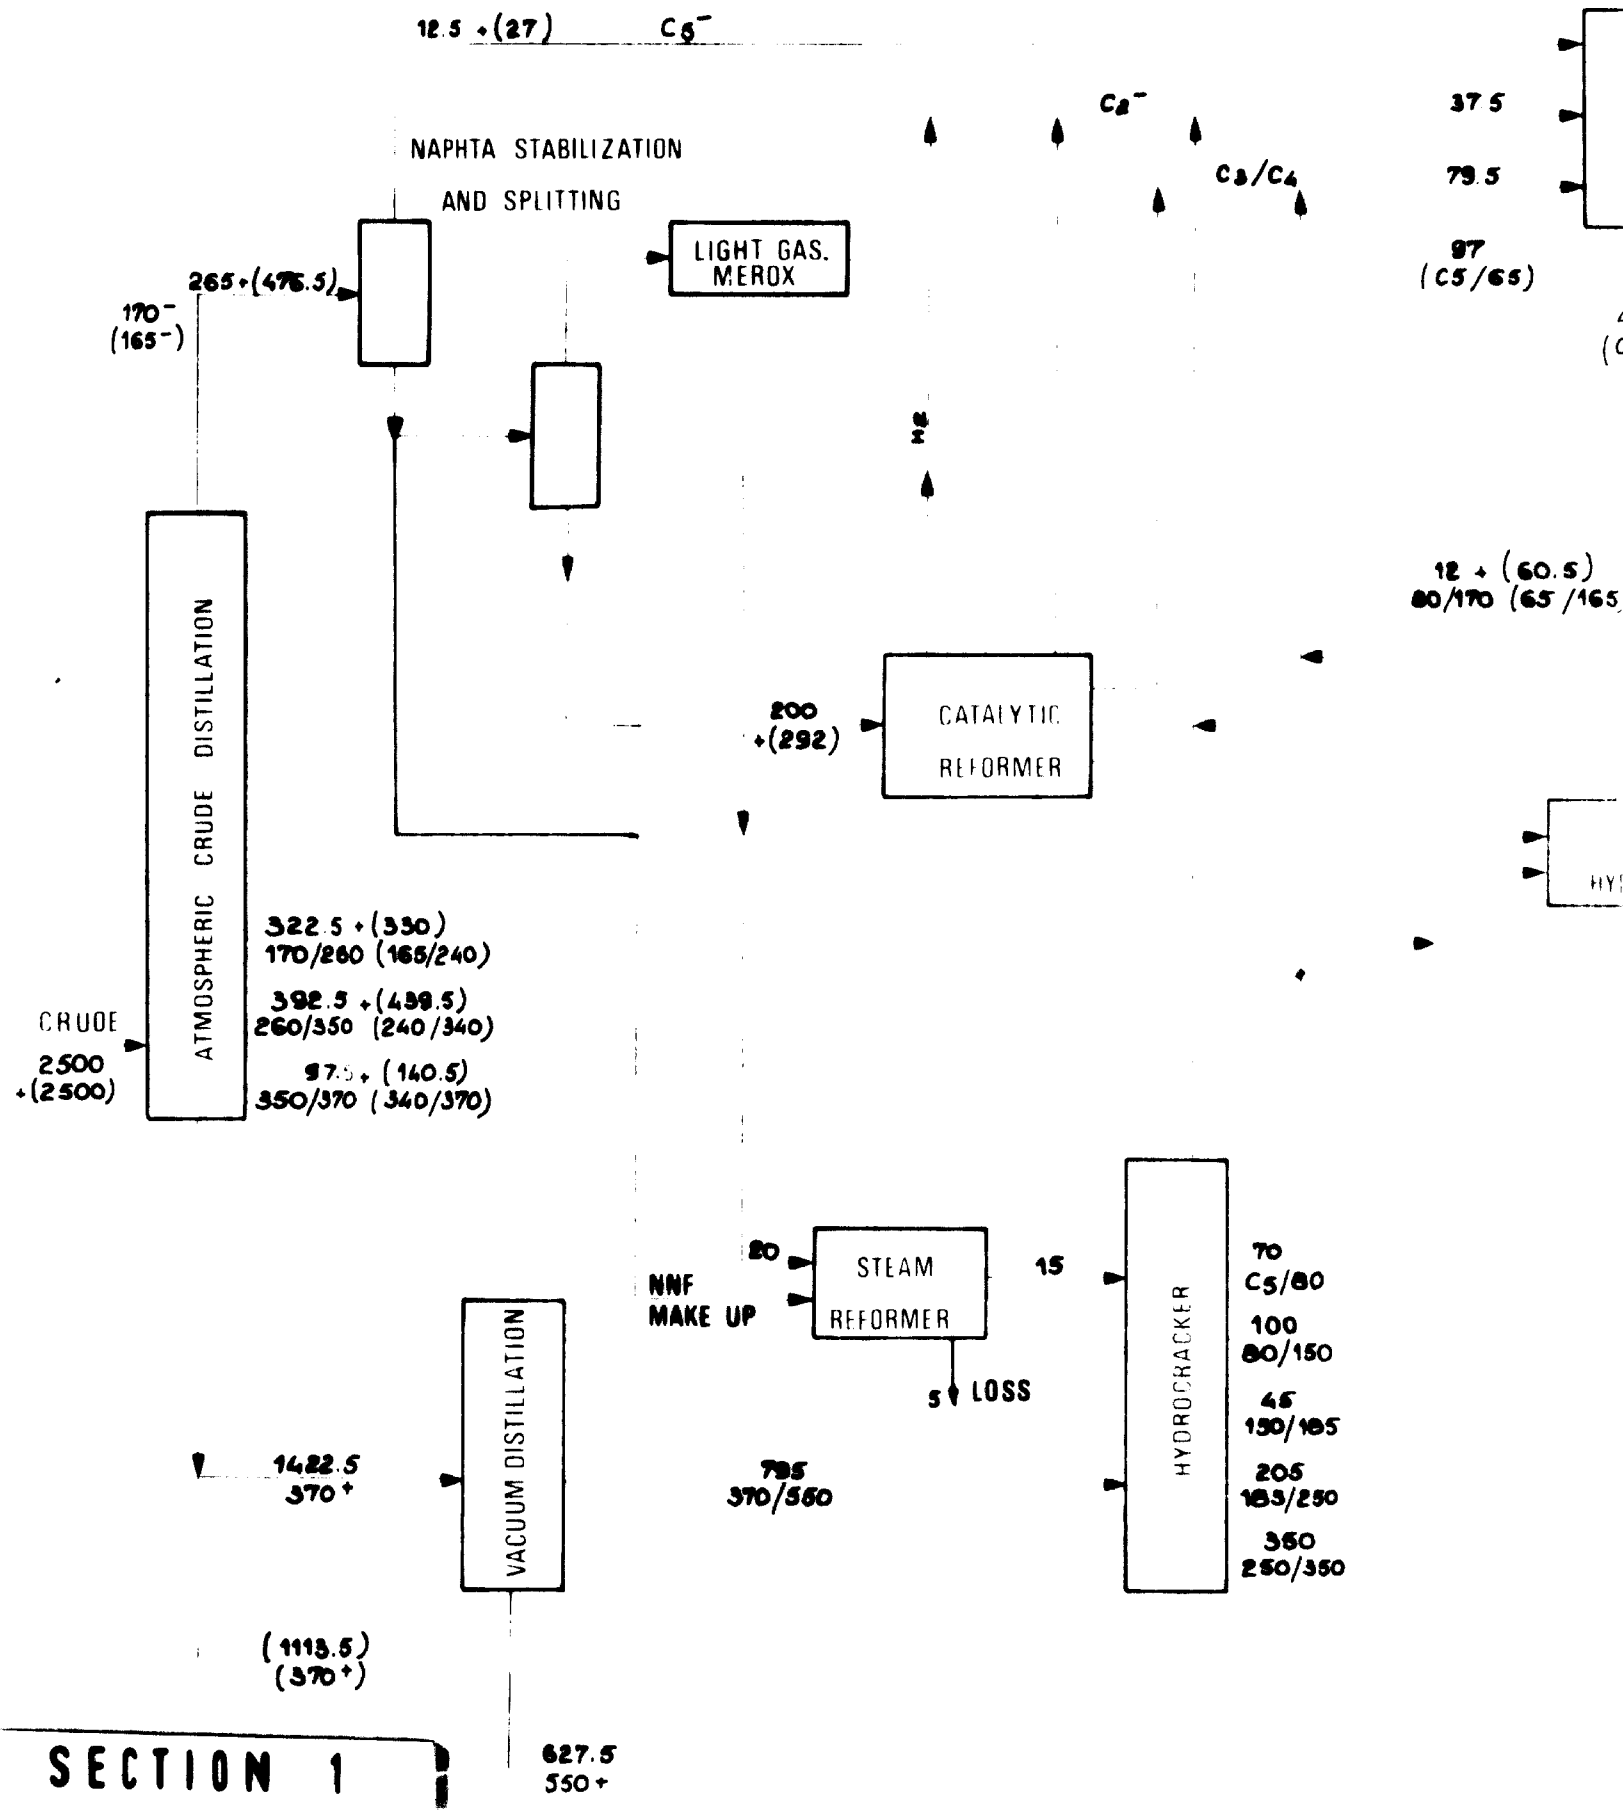 12.5 +(27) C5-
C2-
37.5
NAPHTA STABILIZATION
AND SPLITTING
C3/C4
79.5
LIGHT GAS.
MEROX
97
(C5/65)
265+(476.5)
170-
(165-)
H2
12 + (60.5)
80/170 (65/165
200
+(292)
CATALYTIC
REFORMER
ATMOSPHERIC CRUDE DISTILLATION
322.5 +(330)
170/260 (165/240)
392.5 +(439.5)
260/350 (240/340)
97.5+ (140.5)
350/370 (340/370)
CRUDE
2500
+(2500)
20
STEAM
REFORMER
15
NNF
MAKE UP
5 LOSS
HYDROCRACKER
70
C5/80
100
80/150
45
150/185
205
185/250
350
250/350
VACUUM DISTILLATION
1422.5
370+
795
370/550
(1113.5)
(370+)
627.5
550+
SECTION 1